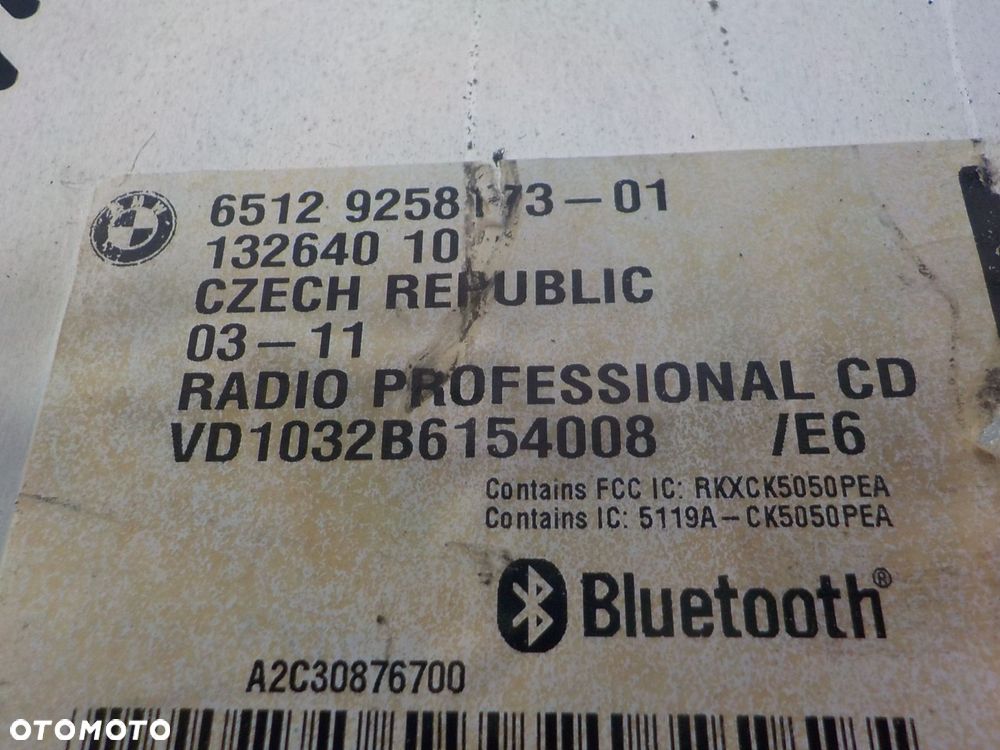 BMW
6512 9258173-01
132640 10
CZECH REPUBLIC
03-11
RADIO PROFESSIONAL CD
VD1032B6154008 /E6
Contains FCC IC: RKXCK5050PEA
Contains IC: 5119A-CK5050PEA
Bluetooth®
A2C30876700
OTOMOTO